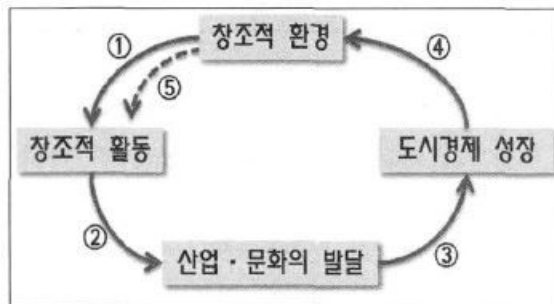 창조적 환경
①
④
⑤
창조적 활동
도시경제 성장
②
③
산업 · 문화의 발달